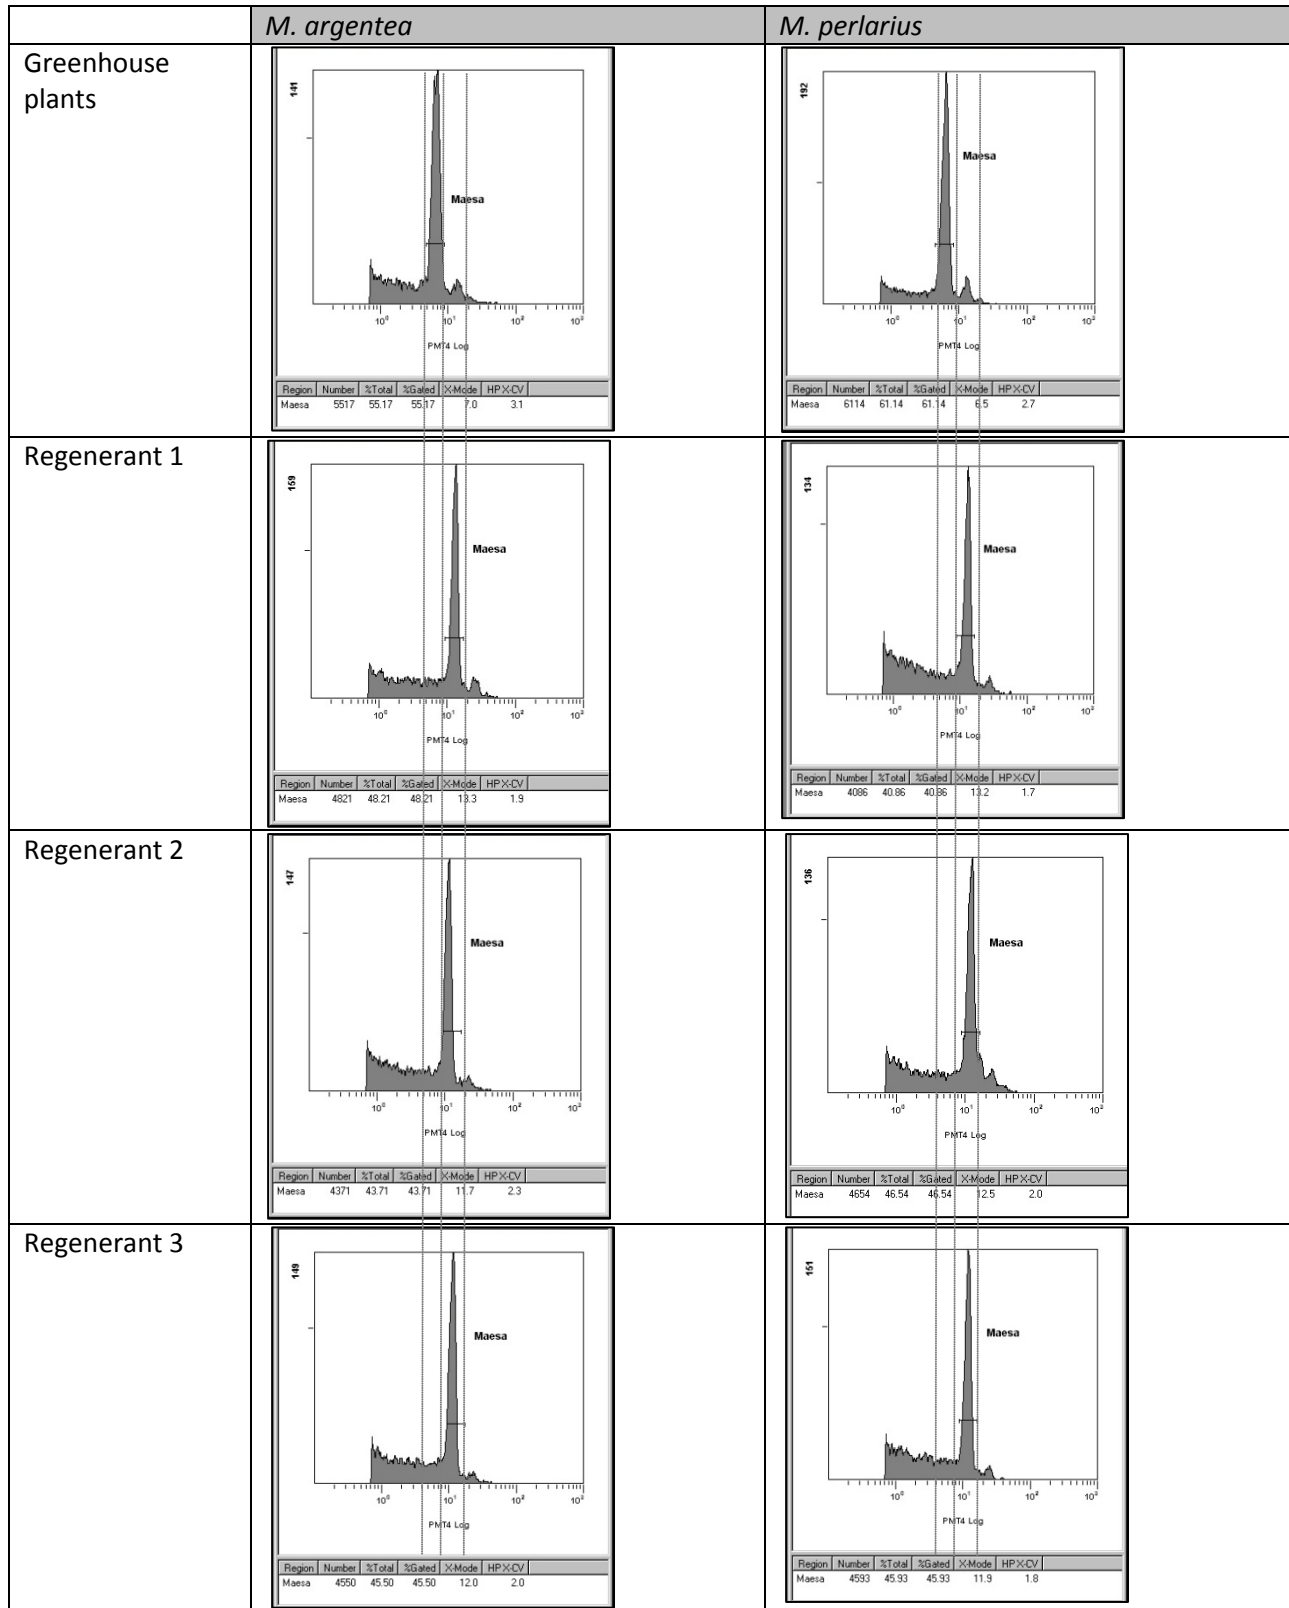 M. argentea
M. perlarius
Greenhouse
plants
141
Maesa
10⁰ 10¹ 10² 10³
PMT4 Log
Region Number %Total %Gated X-Mode HP X-CV
Maesa 5517 55.17 55.17 7.0 3.1
192
Maesa
10⁰ 10¹ 10² 10³
PMT4 Log
Region Number %Total %Gated X-Mode HP X-CV
Maesa 6114 61.14 61.14 6.5 2.7
Regenerant 1
159
Maesa
10⁰ 10¹ 10² 10³
PMT4 Log
Region Number %Total %Gated X-Mode HP X-CV
Maesa 4821 48.21 48.21 13.3 1.9
134
Maesa
10⁰ 10¹ 10² 10³
PMT4 Log
Region Number %Total %Gated X-Mode HP X-CV
Maesa 4086 40.86 40.86 13.2 1.7
Regenerant 2
147
Maesa
10⁰ 10¹ 10² 10³
PMT4 Log
Region Number %Total %Gated X-Mode HP X-CV
Maesa 4371 43.71 43.71 11.7 2.3
136
Maesa
10⁰ 10¹ 10² 10³
PMT4 Log
Region Number %Total %Gated X-Mode HP X-CV
Maesa 4654 46.54 46.54 12.5 2.0
Regenerant 3
149
Maesa
10⁰ 10¹ 10² 10³
PMT4 Log
Region Number %Total %Gated X-Mode HP X-CV
Maesa 4550 45.50 45.50 12.0 2.0
151
Maesa
10⁰ 10¹ 10² 10³
PMT4 Log
Region Number %Total %Gated X-Mode HP X-CV
Maesa 4593 45.93 45.93 11.9 1.8